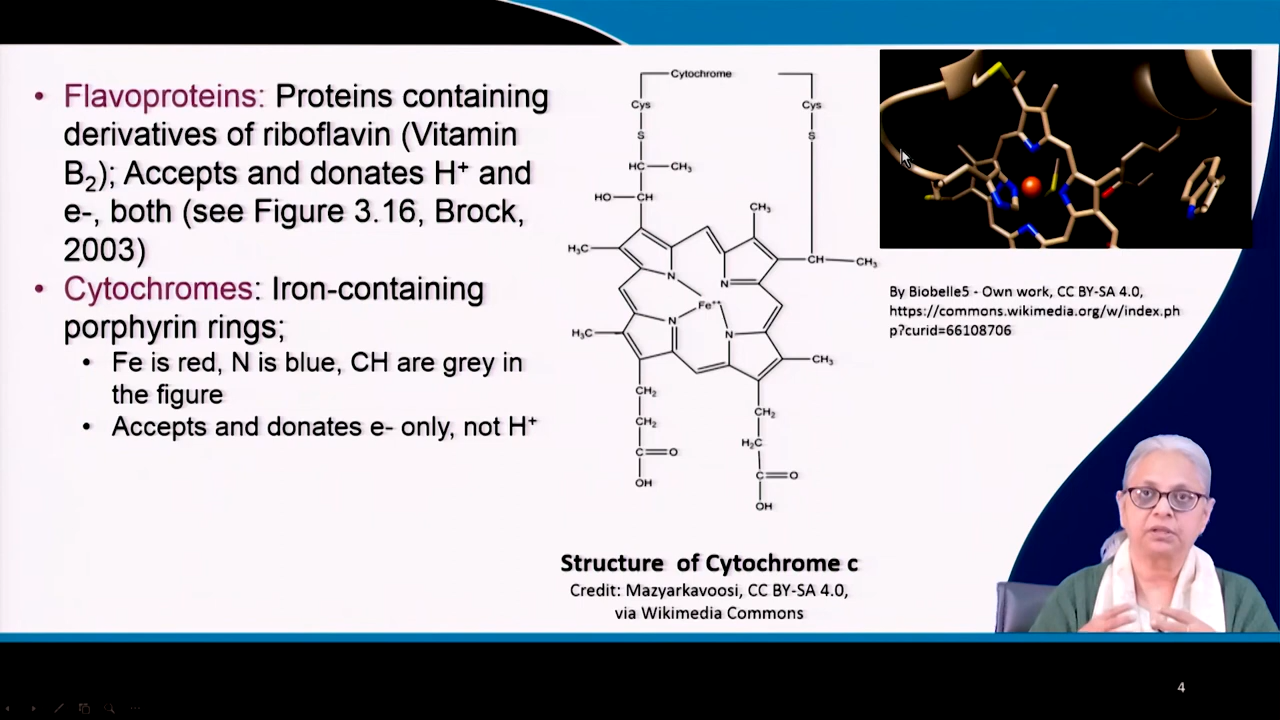 • Flavoproteins: Proteins containing
derivatives of riboflavin (Vitamin
B₂); Accepts and donates H⁺ and
e-, both (see Figure 3.16, Brock,
2003)
• Cytochromes: Iron-containing
porphyrin rings;
• Fe is red, N is blue, CH are grey in
the figure
• Accepts and donates e- only, not H⁺
Cytochrome
Cys
Cys
S
S
HC
CH₃
HO
CH
CH₃
H₃C
CH
CH₃
N
N
Fe⁺⁺
N
N
H₃C
CH₃
CH₂
CH₂
CH₂
H₂C
C
O
C
O
OH
OH
Structure of Cytochrome c
Credit: Mazyarkavoosi, CC BY-SA 4.0,
via Wikimedia Commons
By Biobelle5 - Own work, CC BY-SA 4.0,
https://commons.wikimedia.org/w/index.ph
p?curid=66108706
4